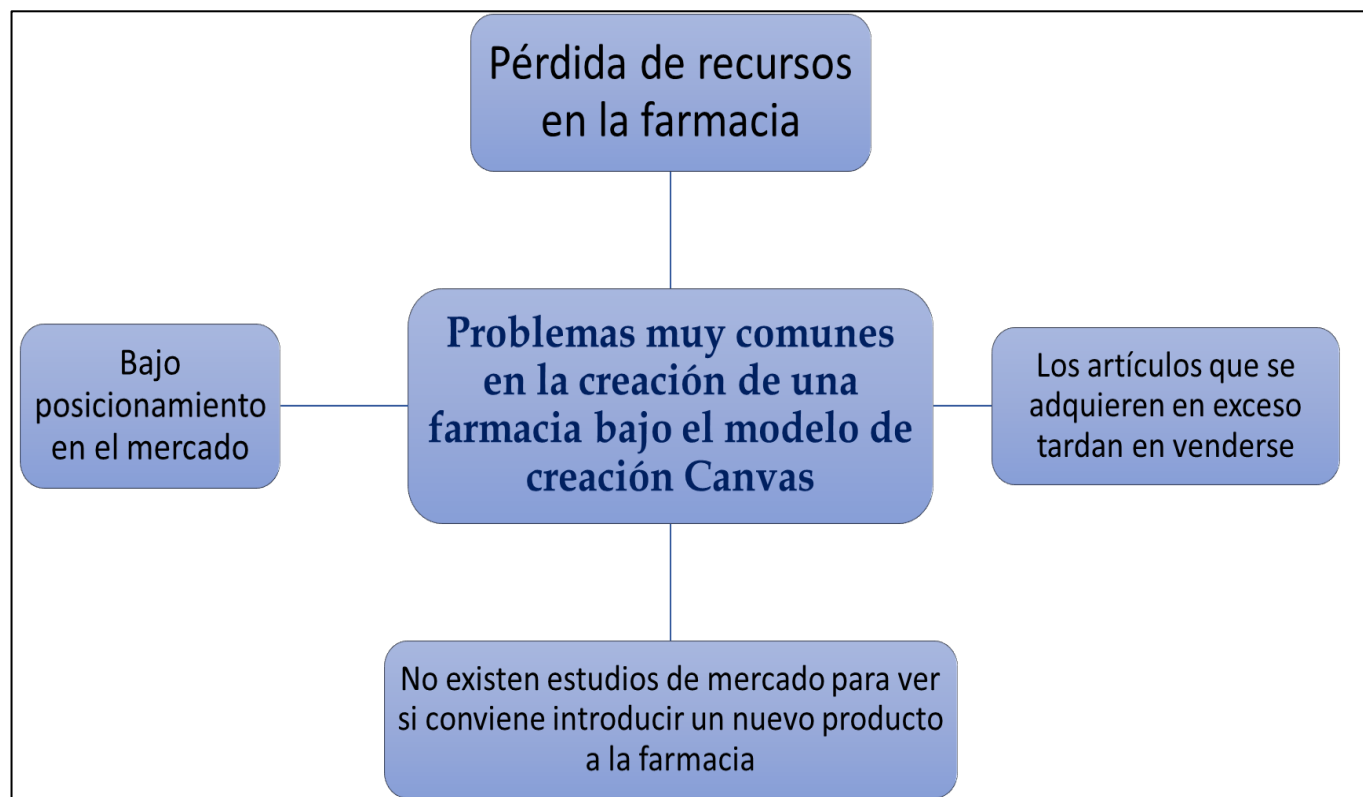 Pérdida de recursos
en la farmacia
Bajo
posicionamiento
en el mercado
Problemas muy comunes
en la creación de una
farmacia bajo el modelo de
creación Canvas
Los artículos que se
adquieren en exceso
tardan en venderse
No existen estudios de mercado para ver
si conviene introducir un nuevo producto
a la farmacia